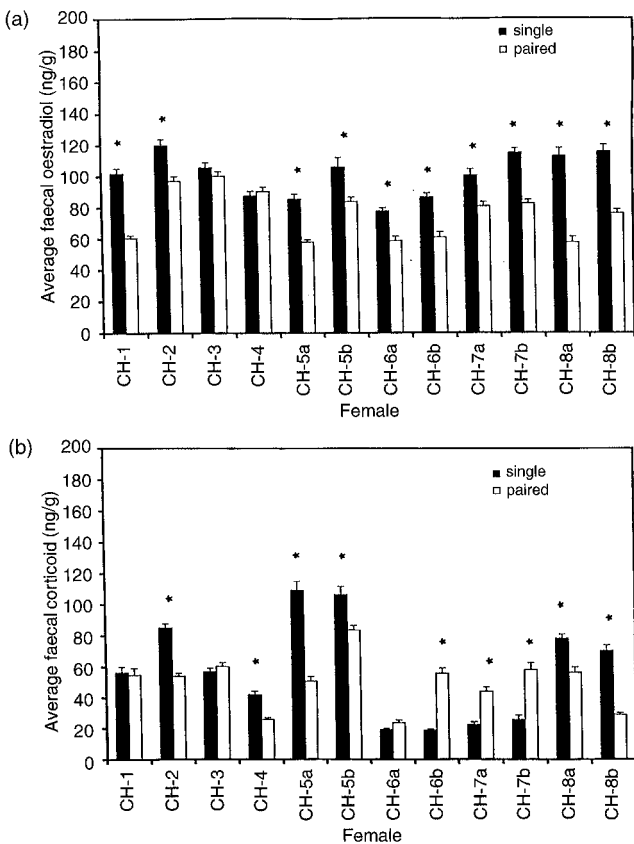 (a)
Average faecal oestradiol (ng/g)
200
180
160
140
120
100
80
60
40
20
0
single
paired
*
*
*
*
*
*
*
*
*
*
CH-1
CH-2
CH-3
CH-4
CH-5a
CH-5b
CH-6a
CH-6b
CH-7a
CH-7b
CH-8a
CH-8b
Female
(b)
Average faecal corticoid (ng/g)
200
180
160
140
120
100
80
60
40
20
0
single
paired
*
*
*
*
*
*
*
*
*
CH-1
CH-2
CH-3
CH-4
CH-5a
CH-5b
CH-6a
CH-6b
CH-7a
CH-7b
CH-8a
CH-8b
Female